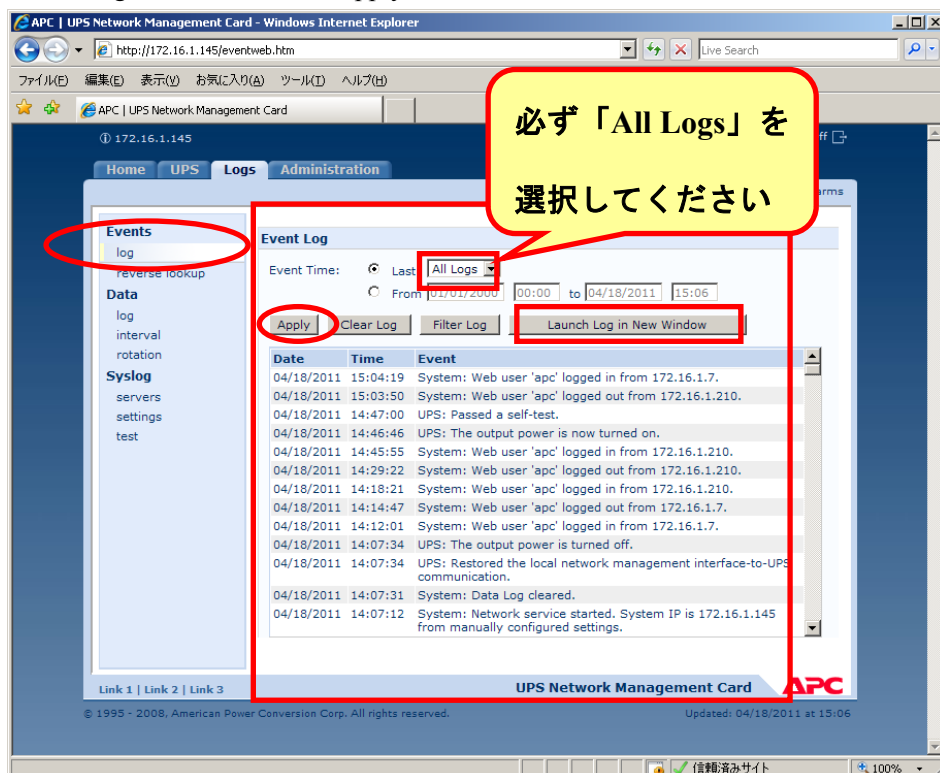 APC | UPS Network Management Card - Windows Internet Explorer
http://172.16.1.145/eventweb.htm
Live Search
ファイル(F) 編集(E) 表示(V) お気に入り(A) ツール(T) ヘルプ(H)
APC | UPS Network Management Card
必ず「All Logs」を
選択してください
172.16.1.145
ff
Home UPS Logs Administration
arms
Events
log
reverse lookup
Data
log
interval
rotation
Syslog
servers
settings
test
Event Log
Event Time: Last All Logs
From 01/01/2000 00:00 to 04/18/2011 15:06
Apply Clear Log Filter Log Launch Log in New Window
Date Time Event
04/18/2011 15:04:19 System: Web user 'apc' logged in from 172.16.1.7.
04/18/2011 15:03:50 System: Web user 'apc' logged out from 172.16.1.210.
04/18/2011 14:47:00 UPS: Passed a self-test.
04/18/2011 14:46:46 UPS: The output power is now turned on.
04/18/2011 14:45:55 System: Web user 'apc' logged in from 172.16.1.210.
04/18/2011 14:29:22 System: Web user 'apc' logged out from 172.16.1.210.
04/18/2011 14:18:21 System: Web user 'apc' logged in from 172.16.1.210.
04/18/2011 14:14:47 System: Web user 'apc' logged out from 172.16.1.7.
04/18/2011 14:12:01 System: Web user 'apc' logged in from 172.16.1.7.
04/18/2011 14:07:34 UPS: The output power is turned off.
04/18/2011 14:07:34 UPS: Restored the local network management interface-to-UPS
communication.
04/18/2011 14:07:31 System: Data Log cleared.
04/18/2011 14:07:12 System: Network service started. System IP is 172.16.1.145
from manually configured settings.
Link 1 | Link 2 | Link 3
UPS Network Management Card APC
© 1995 - 2008, American Power Conversion Corp. All rights reserved.
Updated: 04/18/2011 at 15:06
信頼済みサイト
100%